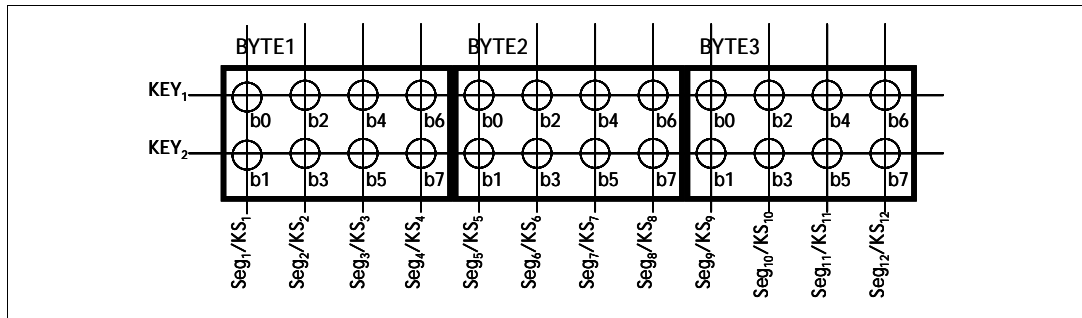 BYTE1 BYTE2 BYTE3
KEY₁
b0 b2 b4 b6 b0 b2 b4 b6 b0 b2 b4 b6
KEY₂
b1 b3 b5 b7 b1 b3 b5 b7 b1 b3 b5 b7
Seg₁/KS₁
Seg₂/KS₂
Seg₃/KS₃
Seg₄/KS₄
Seg₅/KS₅
Seg₆/KS₆
Seg₇/KS₇
Seg₈/KS₈
Seg₉/KS₉
Seg₁₀/KS₁₀
Seg₁₁/KS₁₁
Seg₁₂/KS₁₂